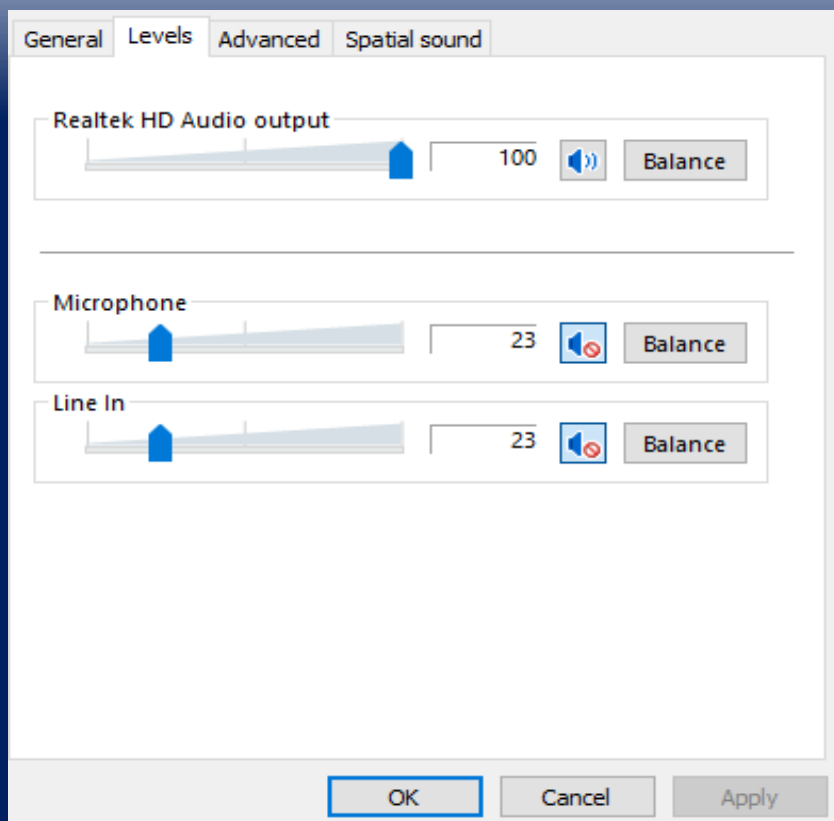 General Levels Advanced Spatial sound
Realtek HD Audio output
100 Balance
Microphone
23 Balance
Line In
23 Balance
OK Cancel Apply